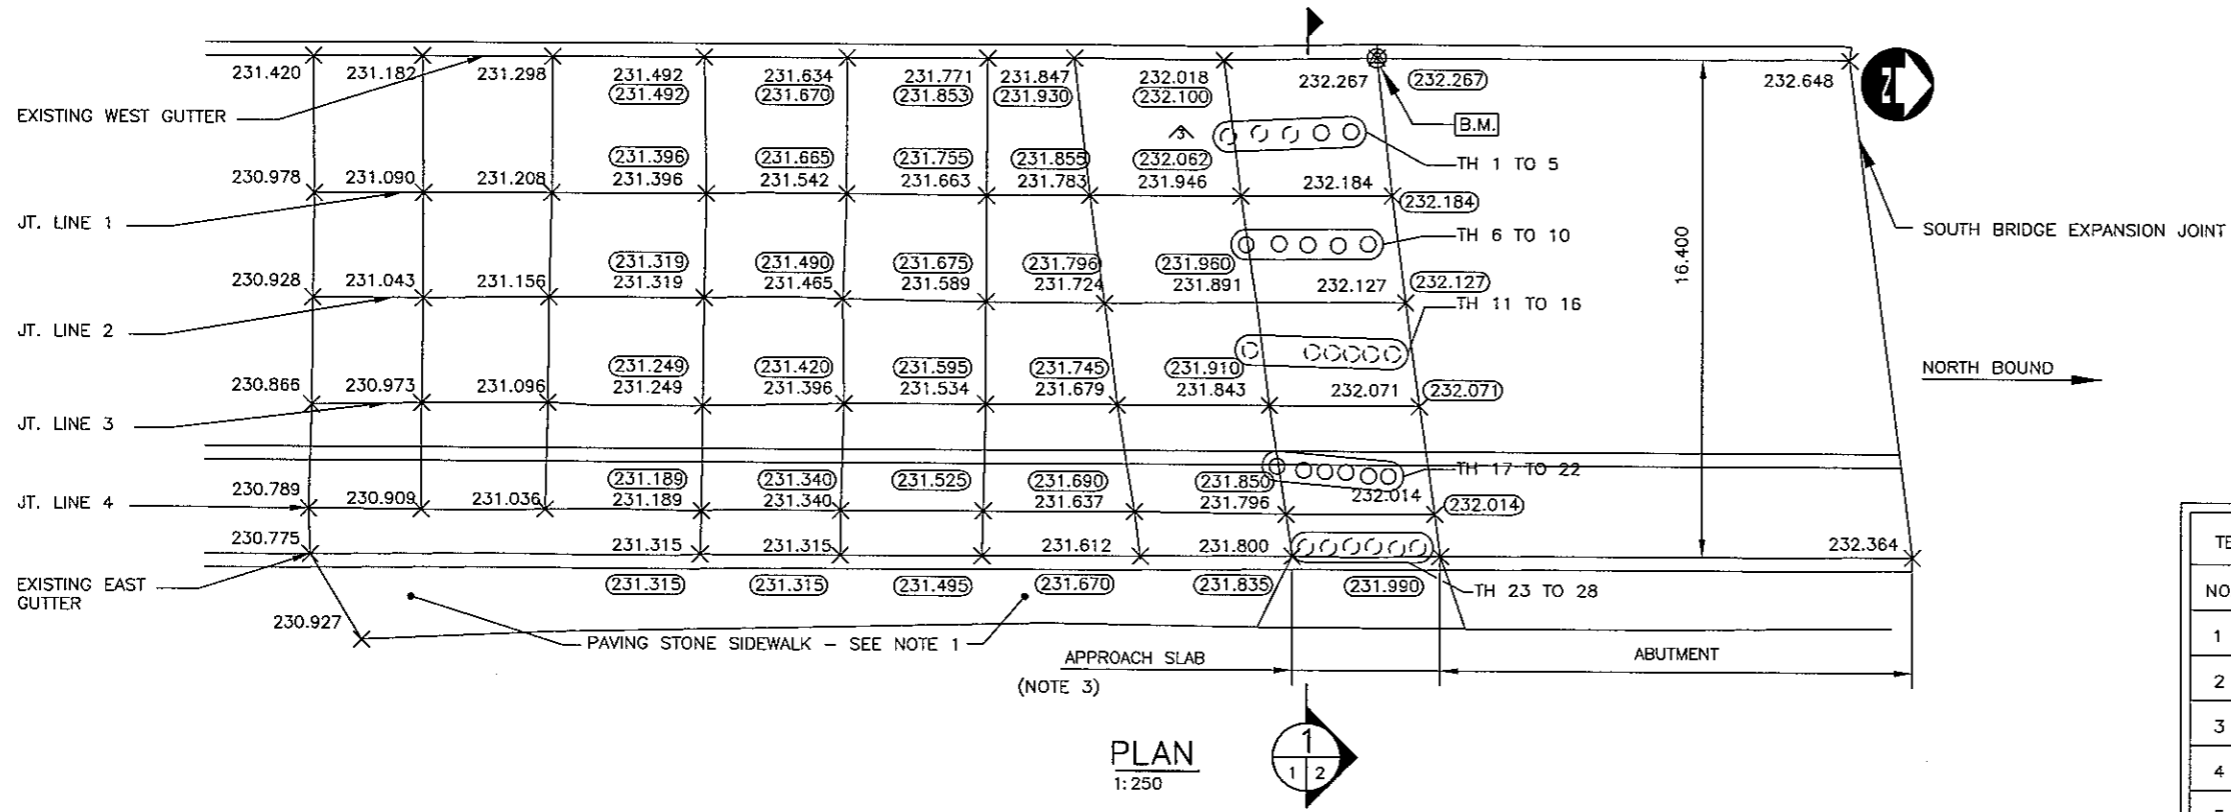 231.420 231.182 231.298 231.492 231.634 231.771 231.847 232.018 232.267 232.267 232.648
231.492 231.670 231.853 231.930 232.100
EXISTING WEST GUTTER
B.M.
3
231.396 231.665 231.755 231.855 232.062
TH 1 TO 5
230.978 231.090 231.208 231.396 231.542 231.663 231.783 231.946 232.184
232.184
JT. LINE 1
TH 6 TO 10
SOUTH BRIDGE EXPANSION JOINT
16.400
231.319 231.490 231.675 231.796 231.960
230.928 231.043 231.156 231.319 231.465 231.589 231.724 231.891 232.127 232.127
TH 11 TO 16
JT. LINE 2
231.249 231.420 231.595 231.745 231.910
NORTH BOUND
230.866 230.973 231.096 231.249 231.396 231.534 231.679 231.843 232.071 232.071
JT. LINE 3
TH 17 TO 22
231.189 231.340 231.525 231.690 231.850
230.789 230.909 231.036 231.189 231.340 231.637 231.796 232.014
232.014
JT. LINE 4
230.775 231.315 231.315 231.612 231.800 232.364
EXISTING EAST
GUTTER
231.315 231.315 231.495 231.670 231.835 231.990
TH 23 TO 28
230.927
PAVING STONE SIDEWALK – SEE NOTE 1
APPROACH SLAB
ABUTMENT
(NOTE 3)
PLAN
1:250
1
1 2
TE
NO
1
2
3
4